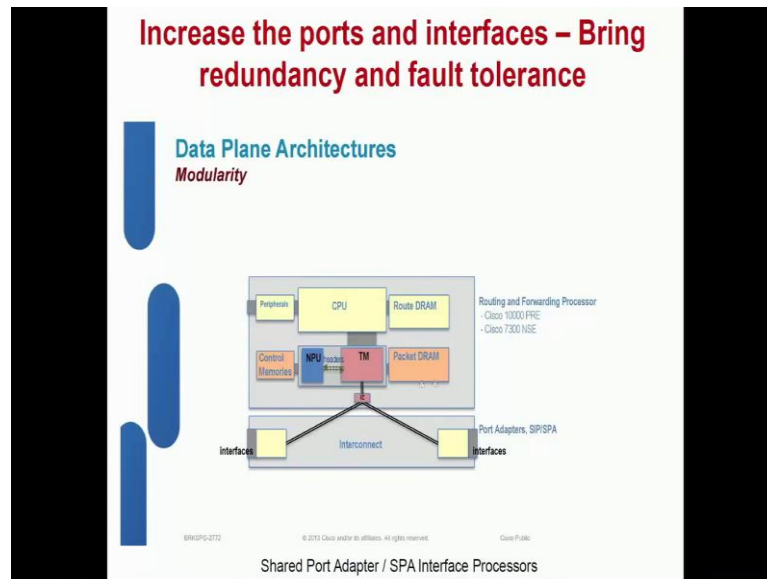 Increase the ports and interfaces – Bring
redundancy and fault tolerance
Data Plane Architectures
Modularity
Peripherals
CPU
Route DRAM
Routing and Forwarding Processor
- Cisco 10000 PRE
- Cisco 7300 NSE
Control
Memories
NPU
headers
TM
Packet DRAM
Port Adapters, SIP/SPA
interfaces
Interconnect
interfaces
BRKSPG-2772
© 2013 Cisco and/or its affiliates. All rights reserved.
Cisco Public
Shared Port Adapter / SPA Interface Processors